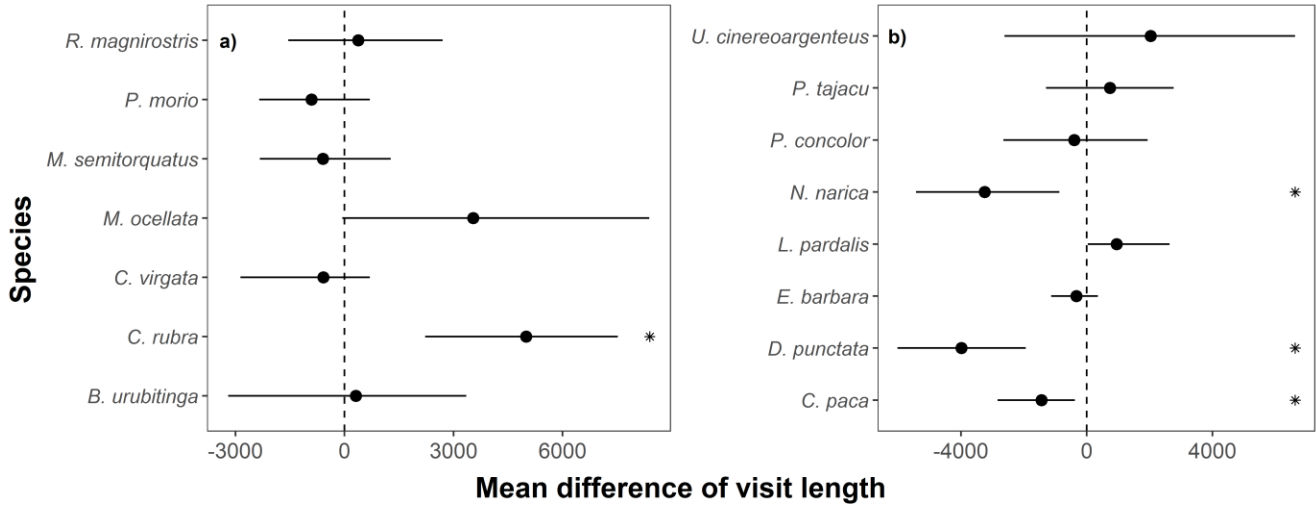 a)
R. magnirostris
P. morio
M. semitorquatus
M. ocellata
C. virgata
C. rubra
*
B. urubitinga
-3000 0 3000 6000
Species
b)
U. cinereoargenteus
P. tajacu
P. concolor
N. narica
*
L. pardalis
E. barbara
D. punctata
*
C. paca
*
-4000 0 4000
Mean difference of visit length